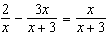 2/x − 3x/(x + 3) = x/(x + 3)